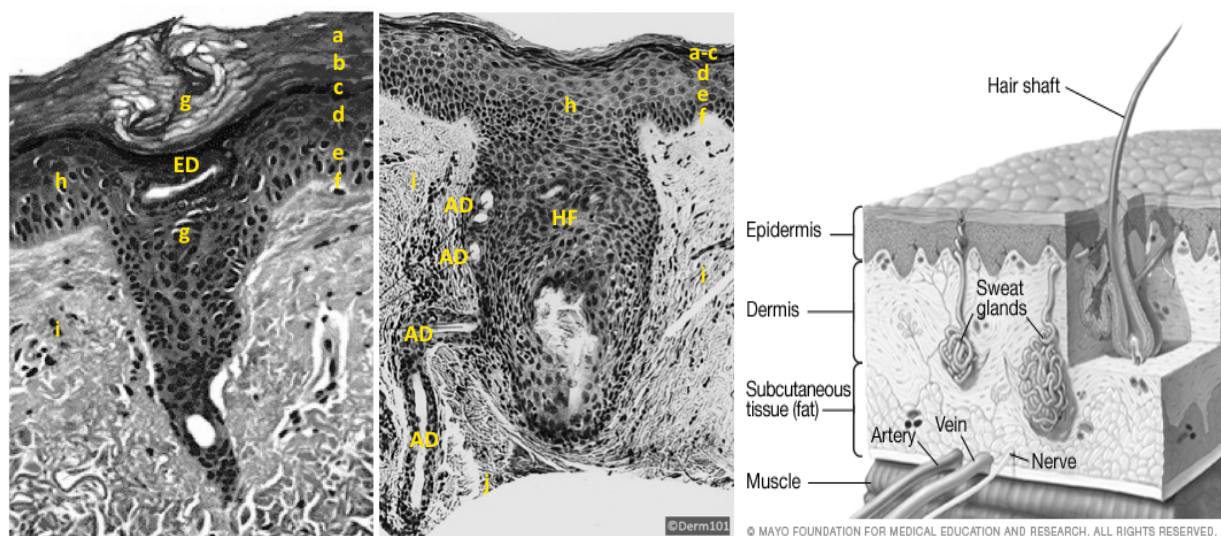 a
b
g
c
d
ED
e
h
f
g
i
a-c
d
h
e
f
i
AD
HF
AD
i
AD
AD
j
©Derm101
Hair shaft
Epidermis
Dermis
Sweat
glands
Subcutaneous
tissue (fat)
Artery
Vein
Nerve
Muscle
© MAYO FOUNDATION FOR MEDICAL EDUCATION AND RESEARCH. ALL RIGHTS RESERVED.